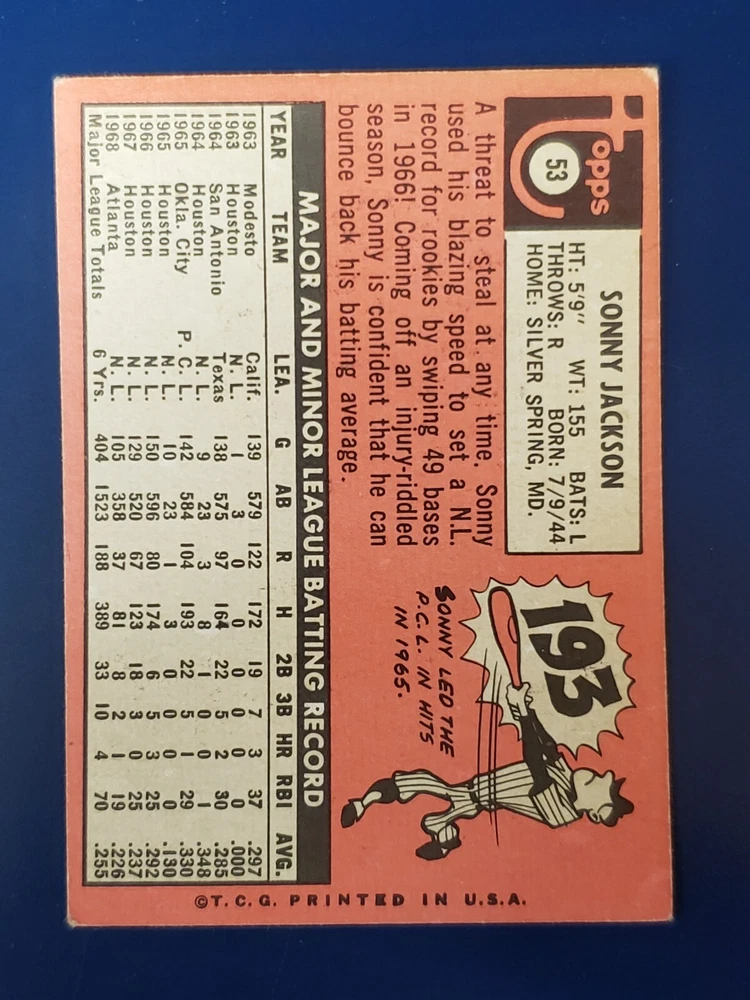 Topps
53
SONNY JACKSON
HT: 5'9" WT: 155 BATS: L
THROWS: R BORN: 7/9/44
HOME: SILVER SPRING, MD.
A threat to steal at any time, Sonny
used his blazing speed to set a N.L.
record for rookies by swiping 49 bases
in 1966! Coming off an injury-riddled
season, Sonny is confident that he can
bounce back his batting average.
193
SONNY LED THE
P.C.L. IN HITS
IN 1965.
MAJOR AND MINOR LEAGUE BATTING RECORD
YEAR TEAM LEA. G AB R H 2B 3B HR RBI AVG.
1963 Modesto Calif. 139 579 122 172 19 7 3 37 .297
1963 Houston N. L. 1 3 0 0 0 0 0 0 .000
1964 San Antonio Texas 138 575 97 164 22 5 2 30 .285
1964 Houston N. L. 9 23 3 8 1 0 0 1 .348
1965 Okla. City P. C. L. 142 584 104 193 22 5 1 29 .330
1965 Houston N. L. 10 23 1 3 0 0 0 0 .130
1966 Houston N. L. 150 596 80 174 6 5 3 25 .292
1967 Houston N. L. 129 520 67 123 18 3 0 25 .237
1968 Atlanta N. L. 105 358 37 81 8 2 1 19 .226
Major League Totals 6 Yrs. 404 1523 188 389 33 10 4 70 .255
©T.C.G. PRINTED IN U.S.A.